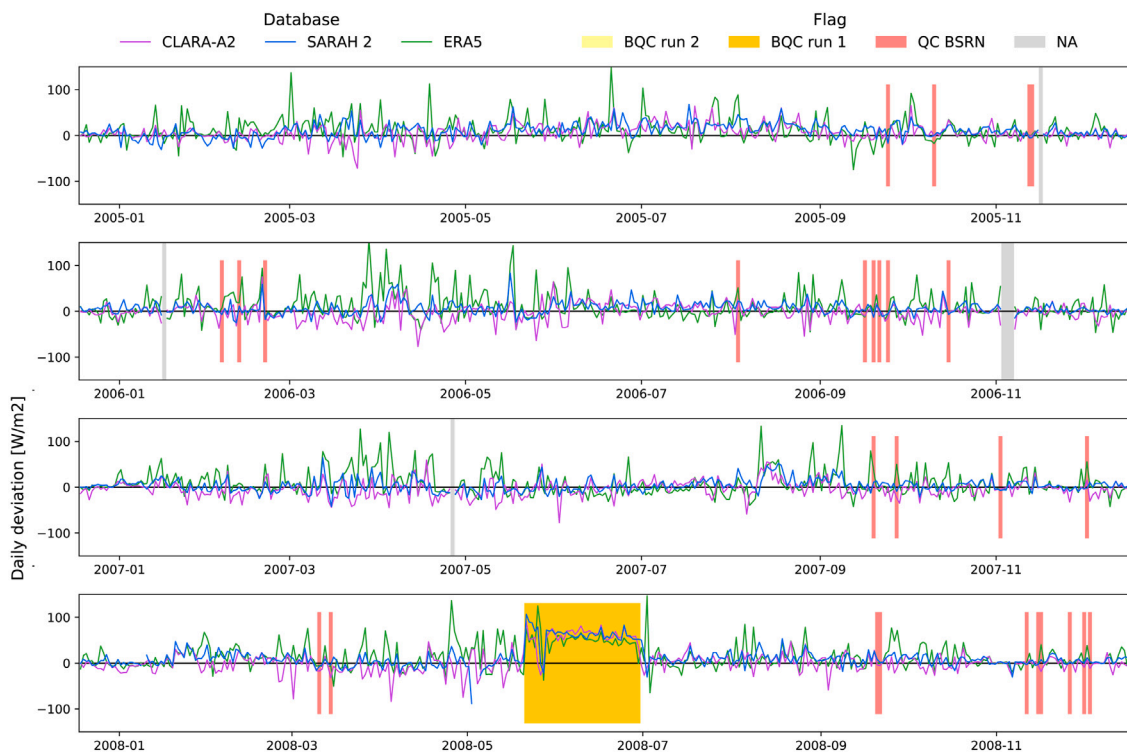 Database Flag
CLARA-A2 SARAH 2 ERA5 BQC run 2 BQC run 1 QC BSRN NA
100
0
−100
2005-01 2005-03 2005-05 2005-07 2005-09 2005-11
100
0
−100
2006-01 2006-03 2006-05 2006-07 2006-09 2006-11
100
0
−100
2007-01 2007-03 2007-05 2007-07 2007-09 2007-11
100
0
−100
2008-01 2008-03 2008-05 2008-07 2008-09 2008-11
Daily deviation [W/m2]